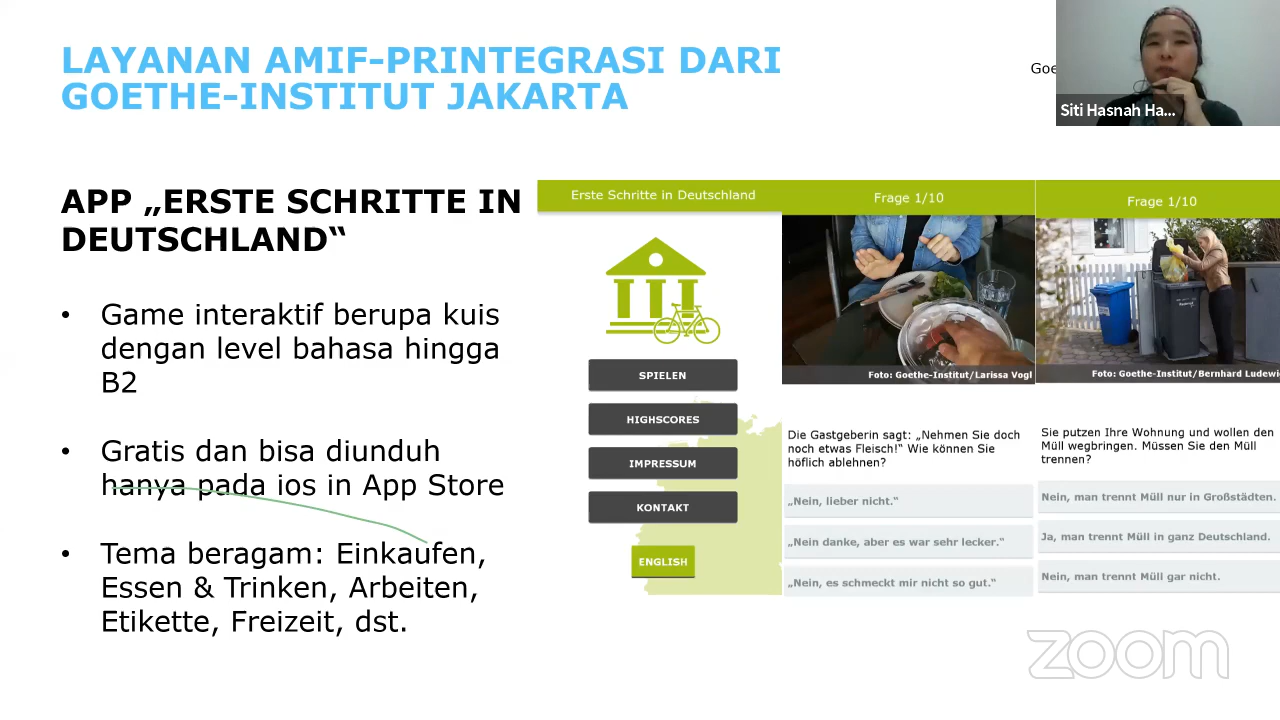 LAYANAN AMIF-PRINTEGRASI DARI
GOETHE-INSTITUT JAKARTA
Siti Hasnah Ha...
APP „ERSTE SCHRITTE IN
DEUTSCHLAND“
• Game interaktif berupa kuis
dengan level bahasa hingga
B2
• Gratis dan bisa diunduh
hanya pada ios in App Store
• Tema beragam: Einkaufen,
Essen & Trinken, Arbeiten,
Etikette, Freizeit, dst.
Erste Schritte in Deutschland
SPIELEN
HIGHSCORES
IMPRESSUM
KONTAKT
ENGLISH
Frage 1/10
Foto: Goethe-Institut/Larissa Vogl
Die Gastgeberin sagt: „Nehmen Sie doch
noch etwas Fleisch!“ Wie können Sie
höflich ablehnen?
„Nein, lieber nicht.“
„Nein danke, aber es war sehr lecker.“
„Nein, es schmeckt mir nicht so gut.“
Frage 1/10
Foto: Goethe-Institut/Bernhard Ludewi
Sie putzen Ihre Wohnung und wollen den
Müll wegbringen. Müssen Sie den Müll
trennen?
Nein, man trennt Müll nur in Großstädten.
Ja, man trennt Müll in ganz Deutschland.
Nein, man trennt Müll gar nicht.
zoom